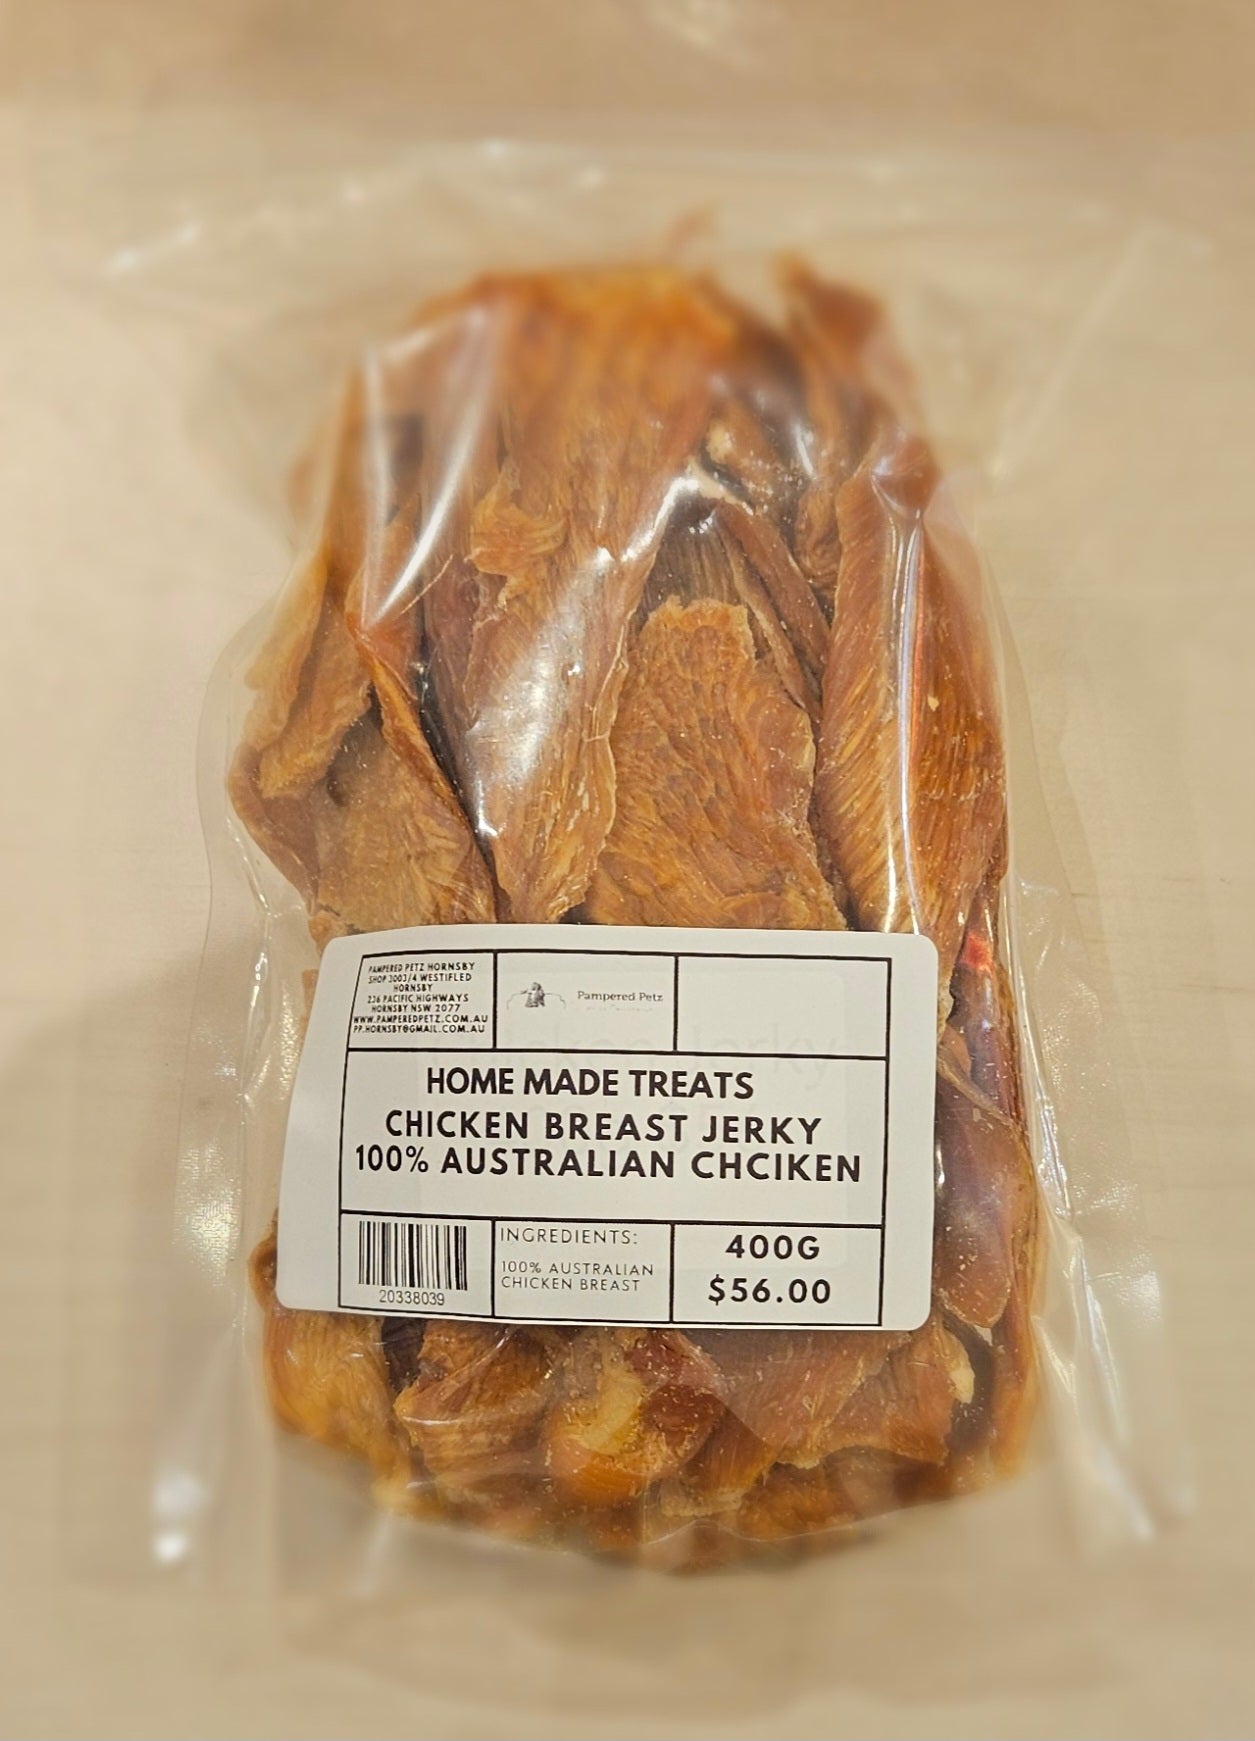 PAMPERED PETZ HORNSBY
SHOP 3003/4 WESTIFLED
HORNSBY
236 PACIFIC HIGHWAYS
HORNSBY NSW 2077
WWW.PAMPEREDPETZ.COM.AU
PP.HORNSBY@GMAIL.COM.AU
Pampered Petz
HOME MADE TREATS
CHICKEN BREAST JERKY
100% AUSTRALIAN CHCIKEN
20338039
INGREDIENTS:
100% AUSTRALIAN
CHICKEN BREAST
400G
$56.00